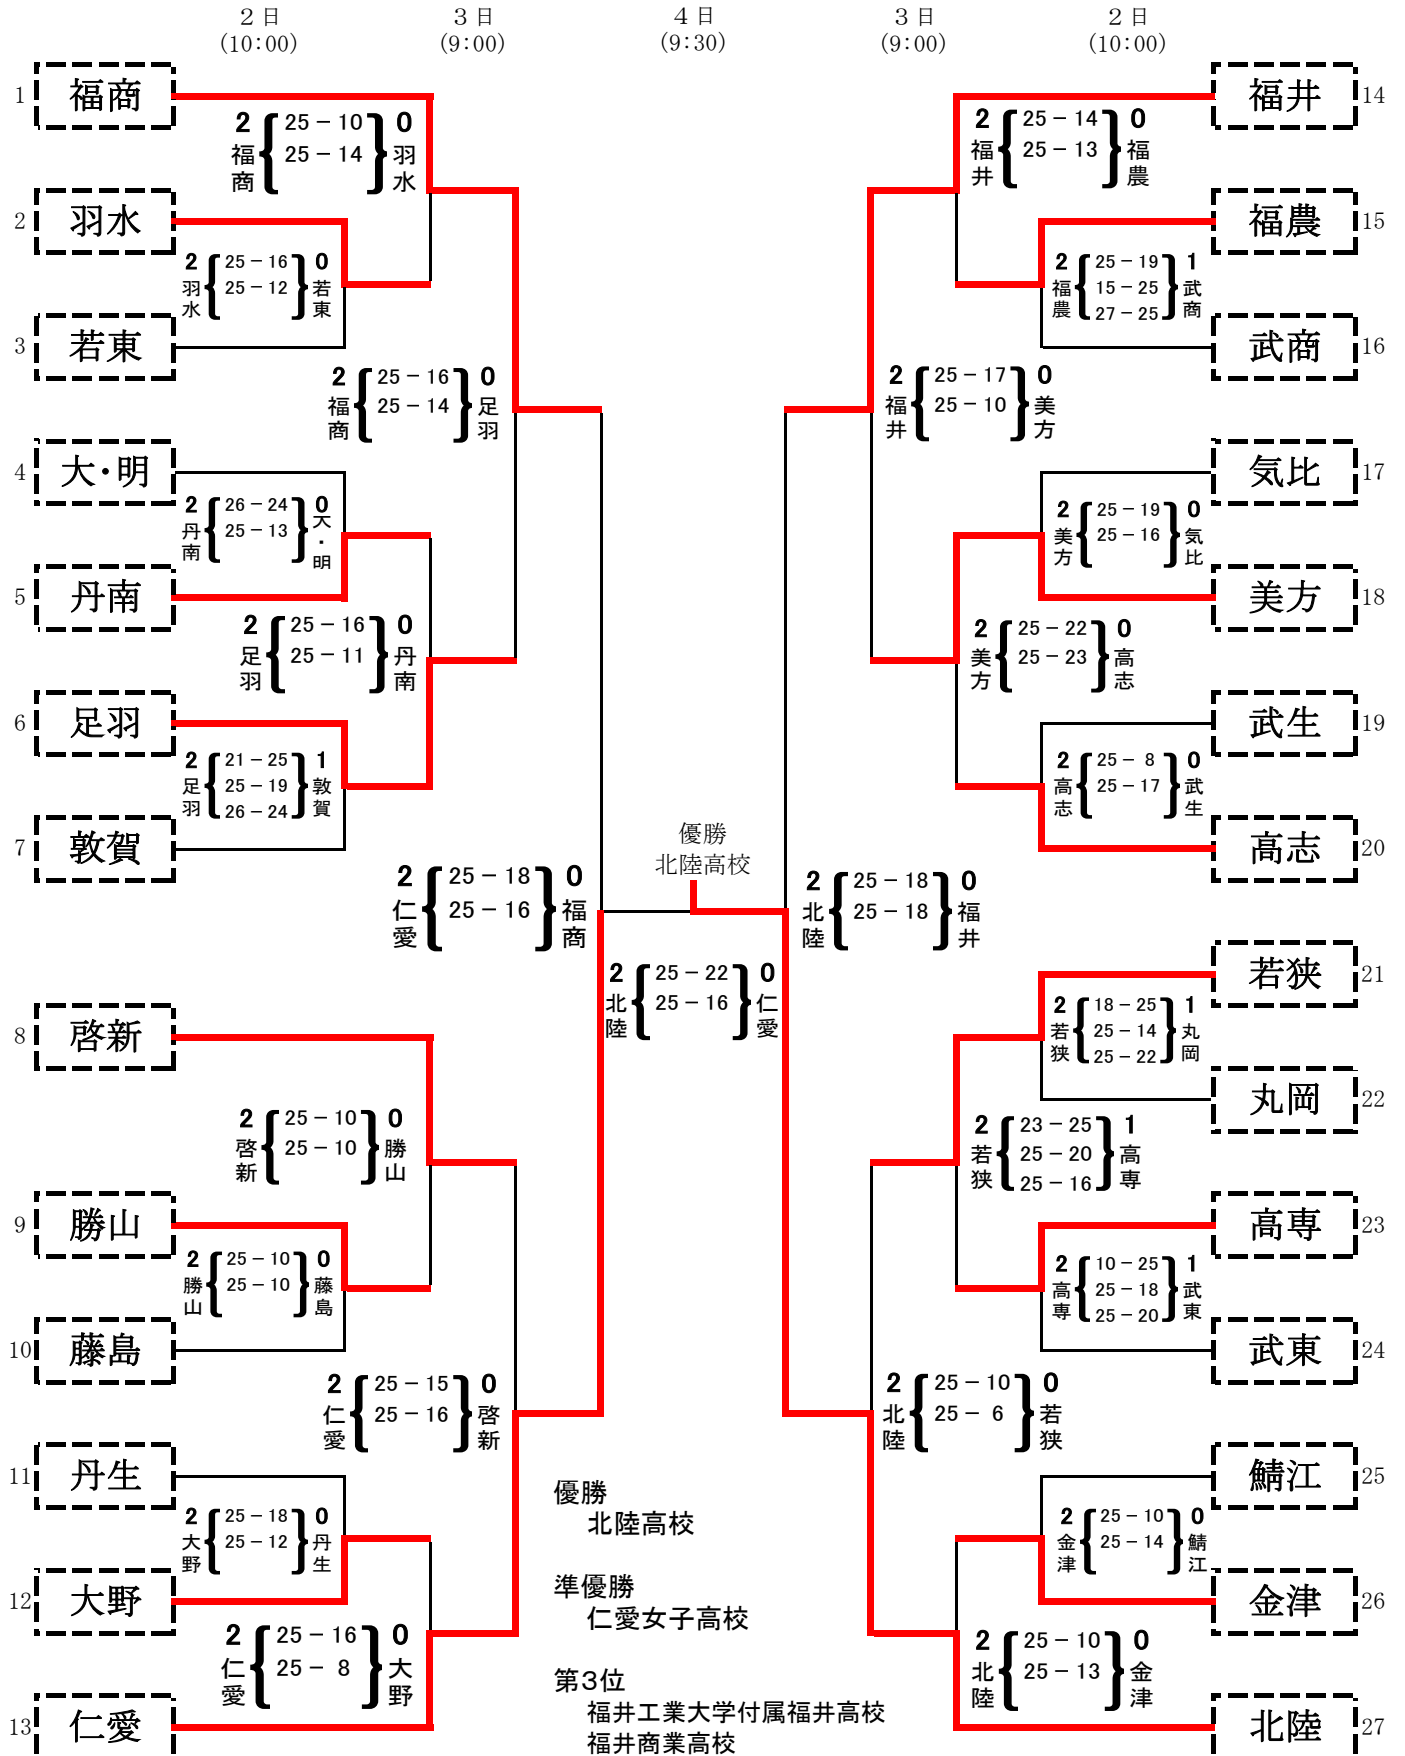 2日 (10:00)
3日 (9:00)
4日 (9:30)
3日 (9:00)
2日 (10:00)
1 福商
2 羽水
3 若東
4 大・明
5 丹南
6 足羽
7 敦賀
8 啓新
9 勝山
10 藤島
11 丹生
12 大野
13 仁愛
2 福商 25-10 25-14 0 羽水
2 羽水 25-16 25-12 0 若東
2 福商 25-16 25-14 0 足羽
2 丹南 26-24 25-13 0 大・明
2 足羽 25-16 25-11 0 丹南
2 足羽 21-25 25-19 26-24 1 敦賀
2 仁愛 25-18 25-16 0 福商
2 啓新 25-10 25-10 0 勝山
2 勝山 25-10 25-10 0 藤島
2 仁愛 25-15 25-16 0 啓新
2 大野 25-18 25-12 0 丹生
2 仁愛 25-16 25-8 0 大野
優勝
北陸高校
2 北陸 25-22 25-16 0 仁愛
14 福井
15 福農
16 武商
17 気比
18 美方
19 武生
20 高志
21 若狭
22 丸岡
23 高専
24 武東
25 鯖江
26 金津
27 北陸
2 福井 25-14 25-13 0 福農
2 福農 25-19 15-25 27-25 1 武商
2 福井 25-17 25-10 0 美方
2 美方 25-19 25-16 0 気比
2 美方 25-22 25-23 0 高志
2 高志 25-8 25-17 0 武生
2 北陸 25-18 25-18 0 福井
2 若狭 18-25 25-14 25-22 1 丸岡
2 若狭 23-25 25-20 25-16 1 高専
2 高専 10-25 25-18 25-20 1 武東
2 北陸 25-10 25-6 0 若狭
2 金津 25-10 25-14 0 鯖江
2 北陸 25-10 25-13 0 金津
優勝
北陸高校
準優勝
仁愛女子高校
第3位
福井工業大学付属福井高校
福井商業高校